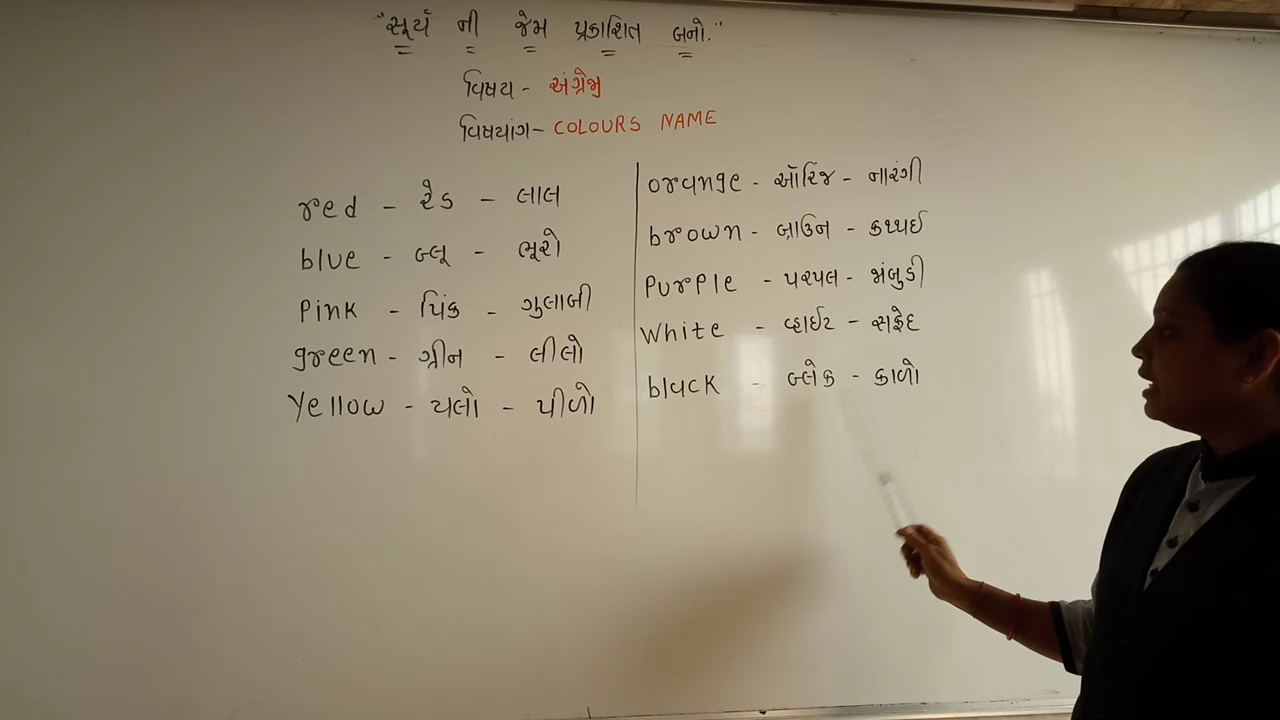 "સૂર્ય ની જેમ પ્રકાશિત બનો."
વિષય - અંગ્રેજી
વિષયાંગ - COLOURS NAME
red - રેડ - લાલ
blue - બ્લૂ - ભૂરો
Pink - પિંક - ગુલાબી
green - ગ્રીન - લીલો
Yellow - યલો - પીળો
orange - ઑરિંજ - નારંગી
brown - બ્રાઉન - કથ્થઈ
Purple - પરપલ - જાંબુડી
White - વ્હાઈટ - સફેદ
black - બ્લેક - કાળો